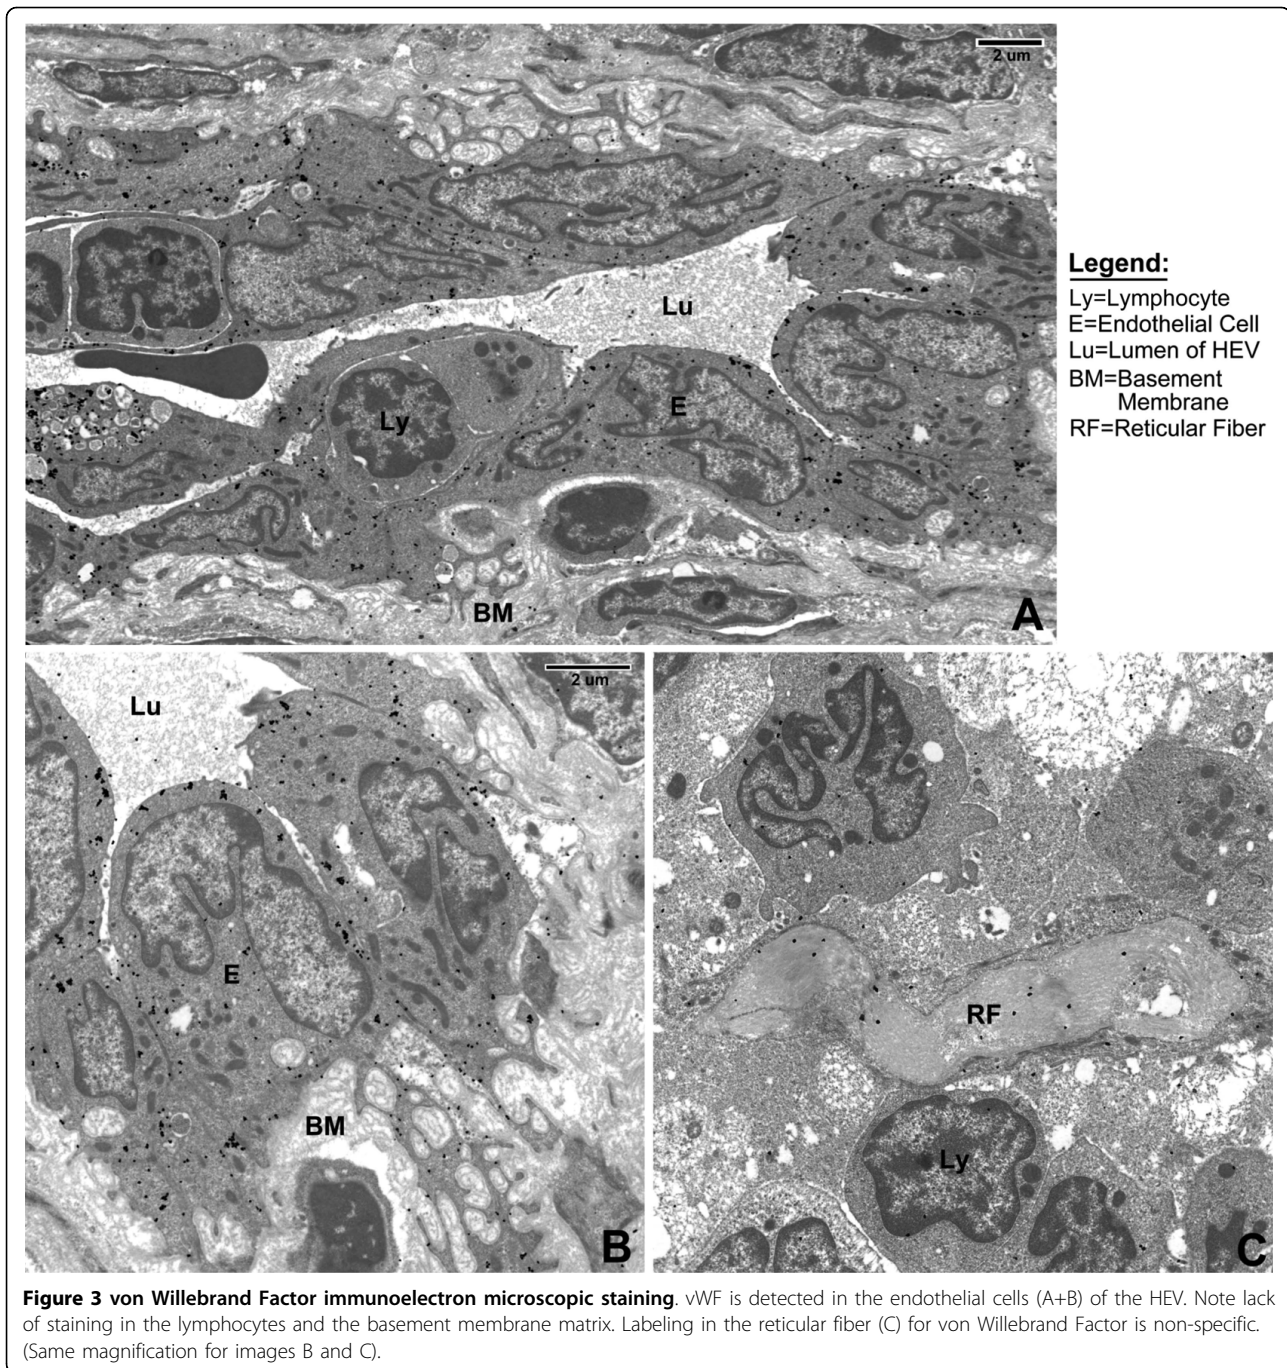 2 um
Lu
Ly
E
BM
A
Legend:
Ly=Lymphocyte
E=Endothelial Cell
Lu=Lumen of HEV
BM=Basement
Membrane
RF=Reticular Fiber
Lu
2 um
E
BM
B
RF
Ly
C
Figure 3 von Willebrand Factor immunoelectron microscopic staining. vWF is detected in the endothelial cells (A+B) of the HEV. Note lack
of staining in the lymphocytes and the basement membrane matrix. Labeling in the reticular fiber (C) for von Willebrand Factor is non-specific.
(Same magnification for images B and C).